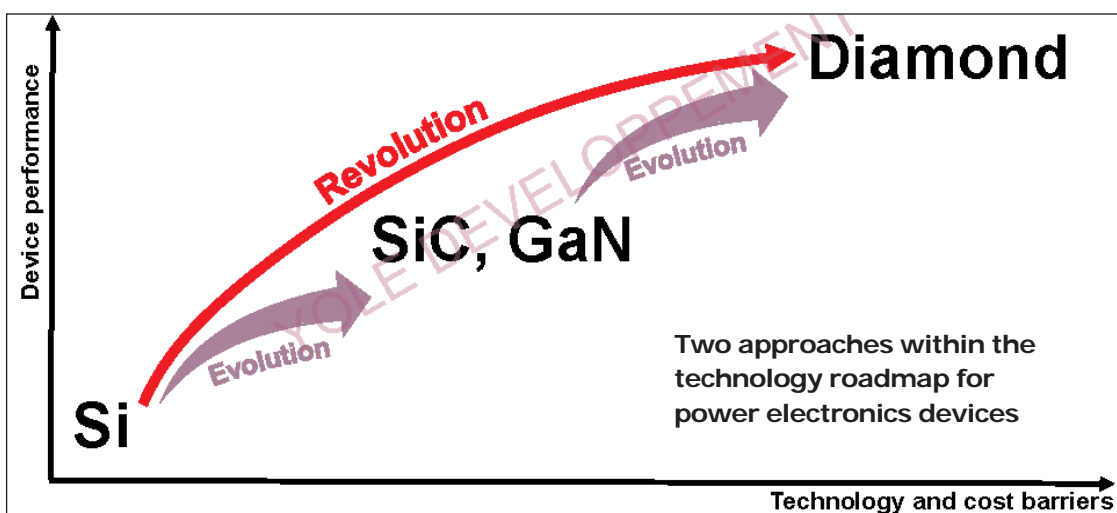 Device performance
Diamond
Revolution
Evolution
SiC, GaN
Evolution
Si
Two approaches within the
technology roadmap for
power electronics devices
Technology and cost barriers
YOLE DEVELOPPEMENT